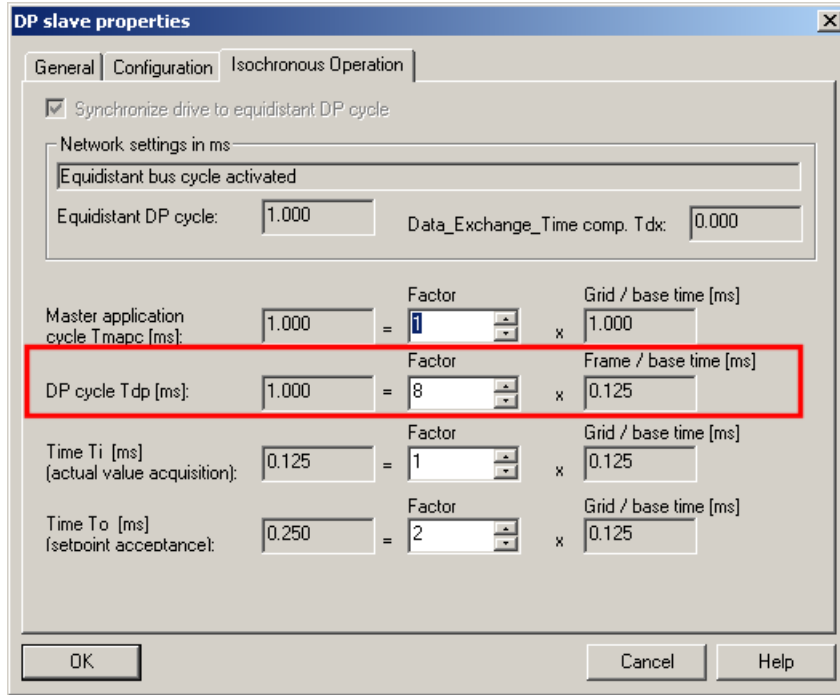 DP slave properties
General Configuration Isochronous Operation
Synchronize drive to equidistant DP cycle
Network settings in ms
Equidistant bus cycle activated
Equidistant DP cycle: 1.000 Data_Exchange_Time comp. Tdx: 0.000
Factor Grid / base time [ms]
Master application
cycle Tmapc [ms]: 1.000 = 1 x 1.000
Factor Frame / base time [ms]
DP cycle Tdp [ms]: 1.000 = 8 x 0.125
Factor Grid / base time [ms]
Time Ti [ms]
(actual value acquisition): 0.125 = 1 x 0.125
Factor Grid / base time [ms]
Time To [ms]
(setpoint acceptance): 0.250 = 2 x 0.125
OK Cancel Help